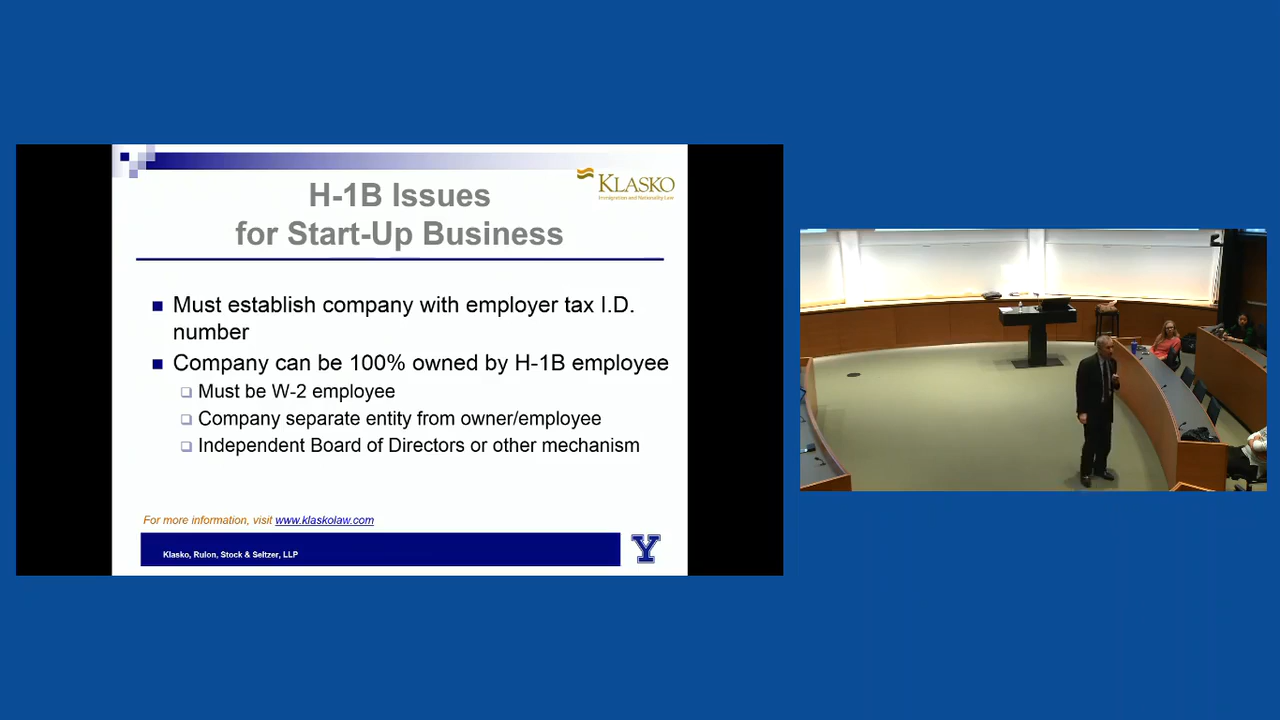 H-1B Issues
for Start-Up Business
KLASKO
Immigration and Nationality Law
Must establish company with employer tax I.D.
number
Company can be 100% owned by H-1B employee
Must be W-2 employee
Company separate entity from owner/employee
Independent Board of Directors or other mechanism
For more information, visit www.klaskolaw.com
Klasko, Rulon, Stock & Seltzer, LLP
Y